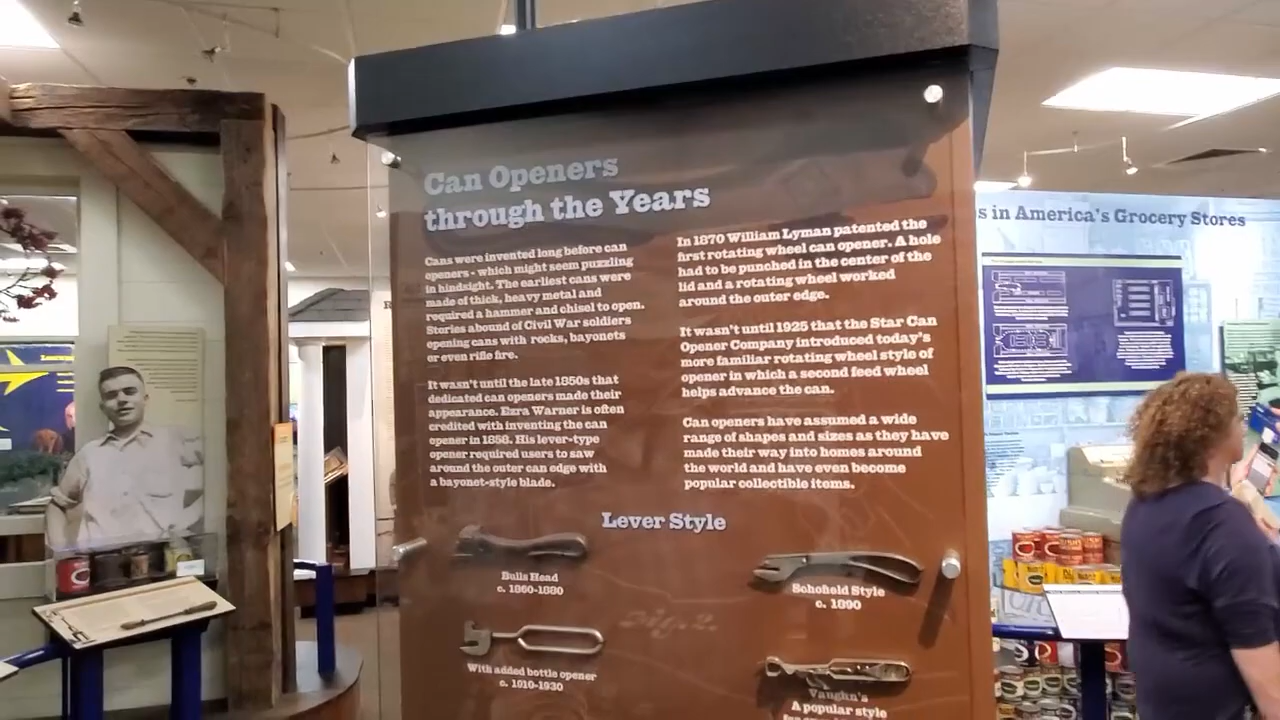 Can Openers
through the Years
Cans were invented long before can
openers - which might seem puzzling
in hindsight. The earliest cans were
made of thick, heavy metal and
required a hammer and chisel to open.
Stories abound of Civil War soldiers
opening cans with rocks, bayonets
or even rifle fire.
It wasn't until the late 1850s that
dedicated can openers made their
appearance. Ezra Warner is often
credited with inventing the can
opener in 1858. His lever-type
opener required users to saw
around the outer can edge with
a bayonet-style blade.
In 1870 William Lyman patented the
first rotating wheel can opener. A hole
had to be punched in the center of the
lid and a rotating wheel worked
around the outer edge.
It wasn't until 1925 that the Star Can
Opener Company introduced today's
more familiar rotating wheel style of
opener in which a second feed wheel
helps advance the can.
Can openers have assumed a wide
range of shapes and sizes as they have
made their way into homes around
the world and have even become
popular collectible items.
Lever Style
Bulls Head
c. 1860-1880
Schofield Style
c. 1890
Fig. 2.
With added bottle opener
c. 1910-1930
Vaughn's
A popular style
s in America's Grocery Stores